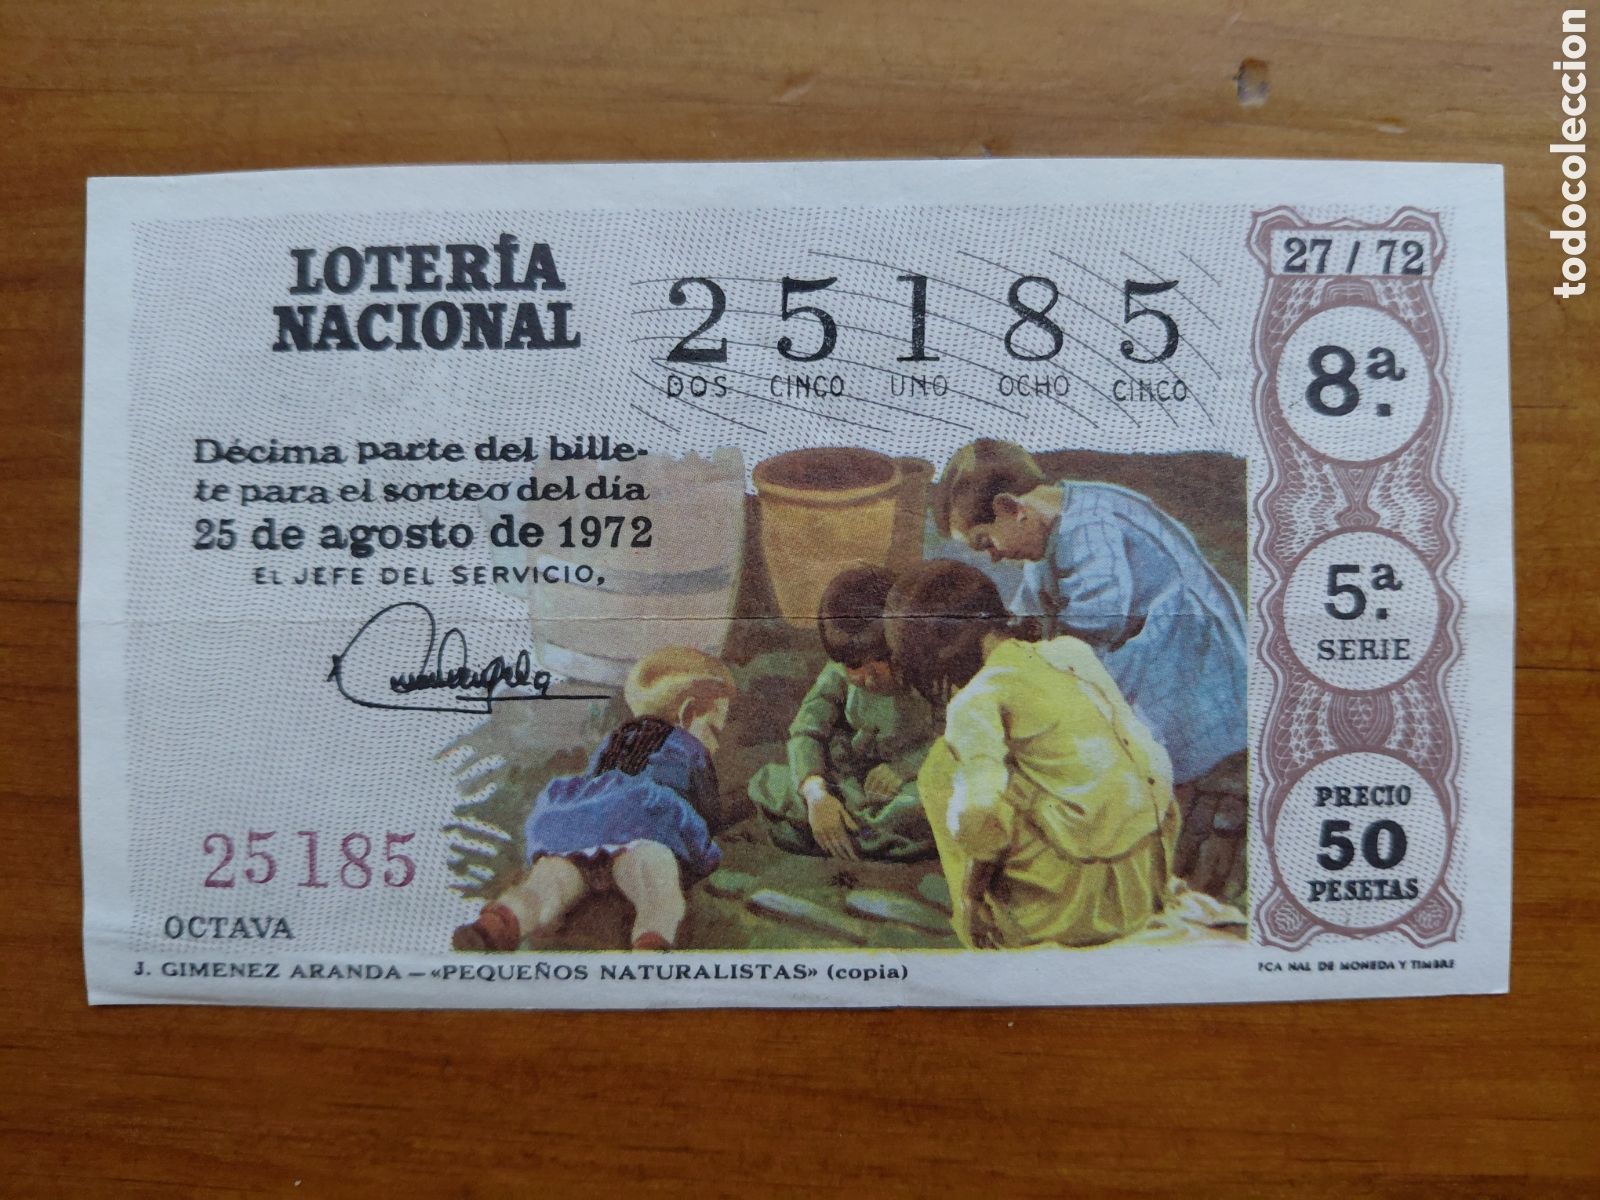 LOTERÍA
NACIONAL
25185
DOS CINCO UNO OCHO CINCO
Décima parte del bille-
te para el sorteo del día
25 de agosto de 1972
EL JEFE DEL SERVICIO,
25185
OCTAVA
J. GIMENEZ ARANDA – «PEQUEÑOS NATURALISTAS» (copia)
27 / 72
8.ª
5.ª
SERIE
PRECIO
50
PESETAS
FCA NAL DE MONEDA Y TIMBRE
todocoleccion